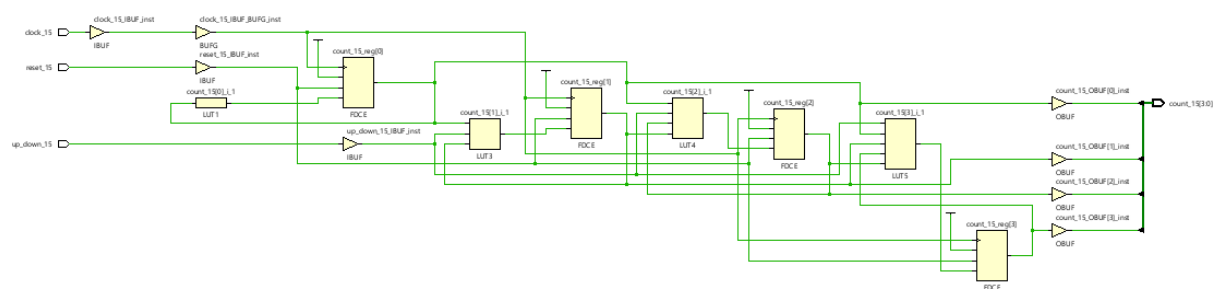 clock_15_IBUF_inst
clock_15_IBUF_BUFG_inst
clock_15
IBUF
BUFG
reset_15_IBUF_inst
count_15_reg[0]
reset_15
IBUF
count_15[0]_i_1
LUT1
FDCE
count_15_reg[1]
count_15[2]_i_1
count_15_reg[2]
count_15[3]_i_1
count_15_OBUF[0]_inst
count_15[3:0]
OBUF
count_15[1]_i_1
up_down_15_IBUF_inst
up_down_15
IBUF
LUT3
FDCE
LUT4
FDCE
LUT5
count_15_OBUF[1]_inst
OBUF
count_15_OBUF[2]_inst
OBUF
count_15_reg[3]
count_15_OBUF[3]_inst
OBUF
FDCE